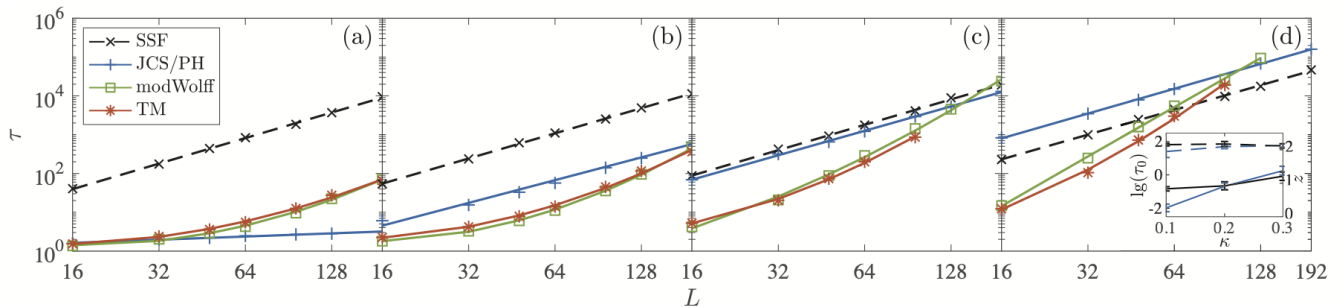 10^6
10^4
10^2
10^0
τ
SSF
JCS/PH
modWolff
TM
(a)
(b)
(c)
(d)
16
32
64
128
16
32
64
128
16
32
64
128
16
32
64
128
192
L
lg(τ_0)
2
0
-2
2
1
0
z
0.1
0.2
0.3
κ